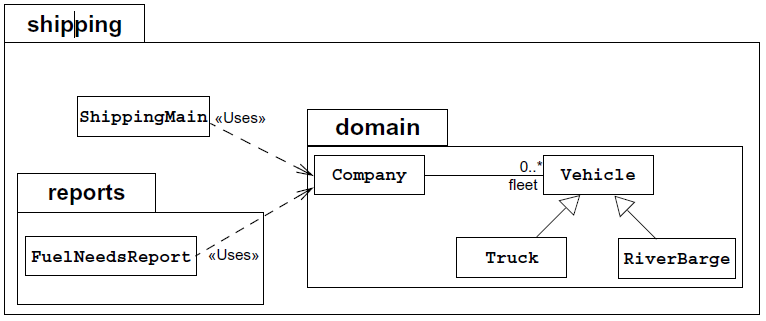 shipping
ShippingMain
«Uses»
domain
Company
0..*
fleet
Vehicle
reports
FuelNeedsReport
«Uses»
Truck
RiverBarge